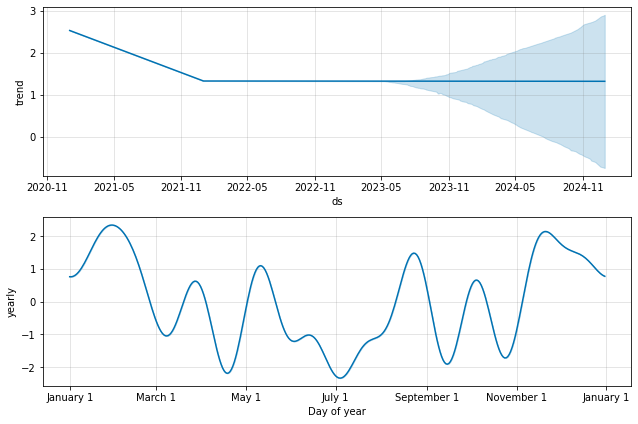 3
2
1
0
trend
2020-11 2021-05 2021-11 2022-05 2022-11 2023-05 2023-11 2024-05 2024-11
ds
2
1
0
−1
−2
yearly
January 1 March 1 May 1 July 1 September 1 November 1 January 1
Day of year